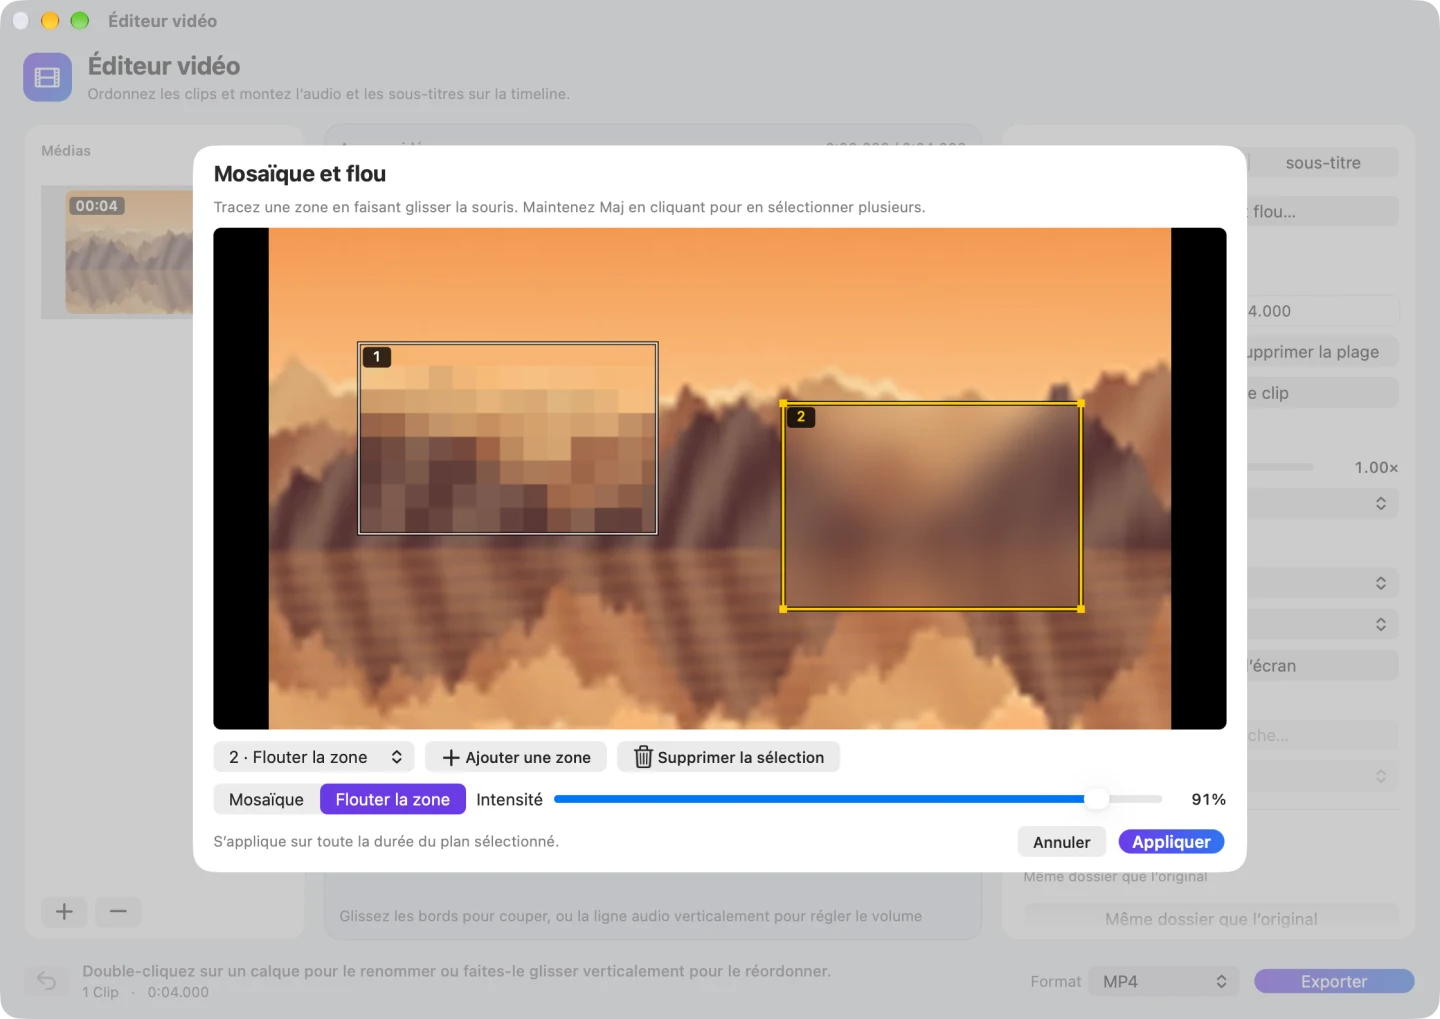 Éditeur vidéo
Éditeur vidéo
Ordonnez les clips et montez l'audio et les sous-titres sur la timeline.
Médias
00:04
sous-titre
flou...
4.000
upprimer la plage
e clip
1.00×
l'écran
che...
Mosaïque et flou
Tracez une zone en faisant glisser la souris. Maintenez Maj en cliquant pour en sélectionner plusieurs.
1
2
2 · Flouter la zone
Ajouter une zone
Supprimer la sélection
Mosaïque
Flouter la zone
Intensité
91%
S'applique sur toute la durée du plan sélectionné.
Annuler
Appliquer
Même dossier que l'original
Même dossier que l'original
Glissez les bords pour couper, ou la ligne audio verticalement pour régler le volume
Double-cliquez sur un calque pour le renommer ou faites-le glisser verticalement pour le réordonner.
1 Clip · 0:04.000
Format
MP4
Exporter